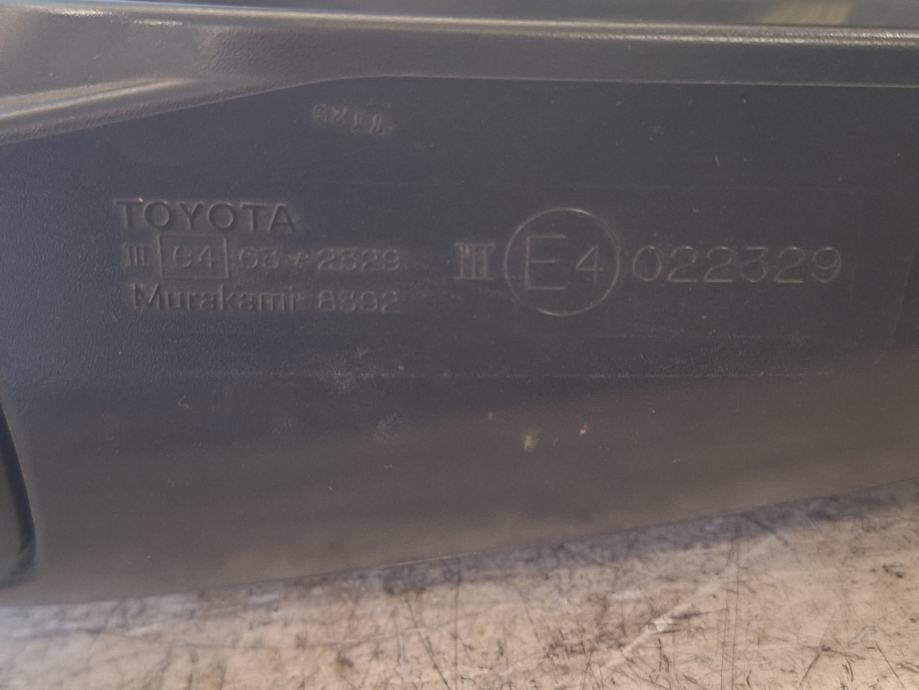 TOYOTA
III e4 03*2329 III E4 022329
Murakami 8392